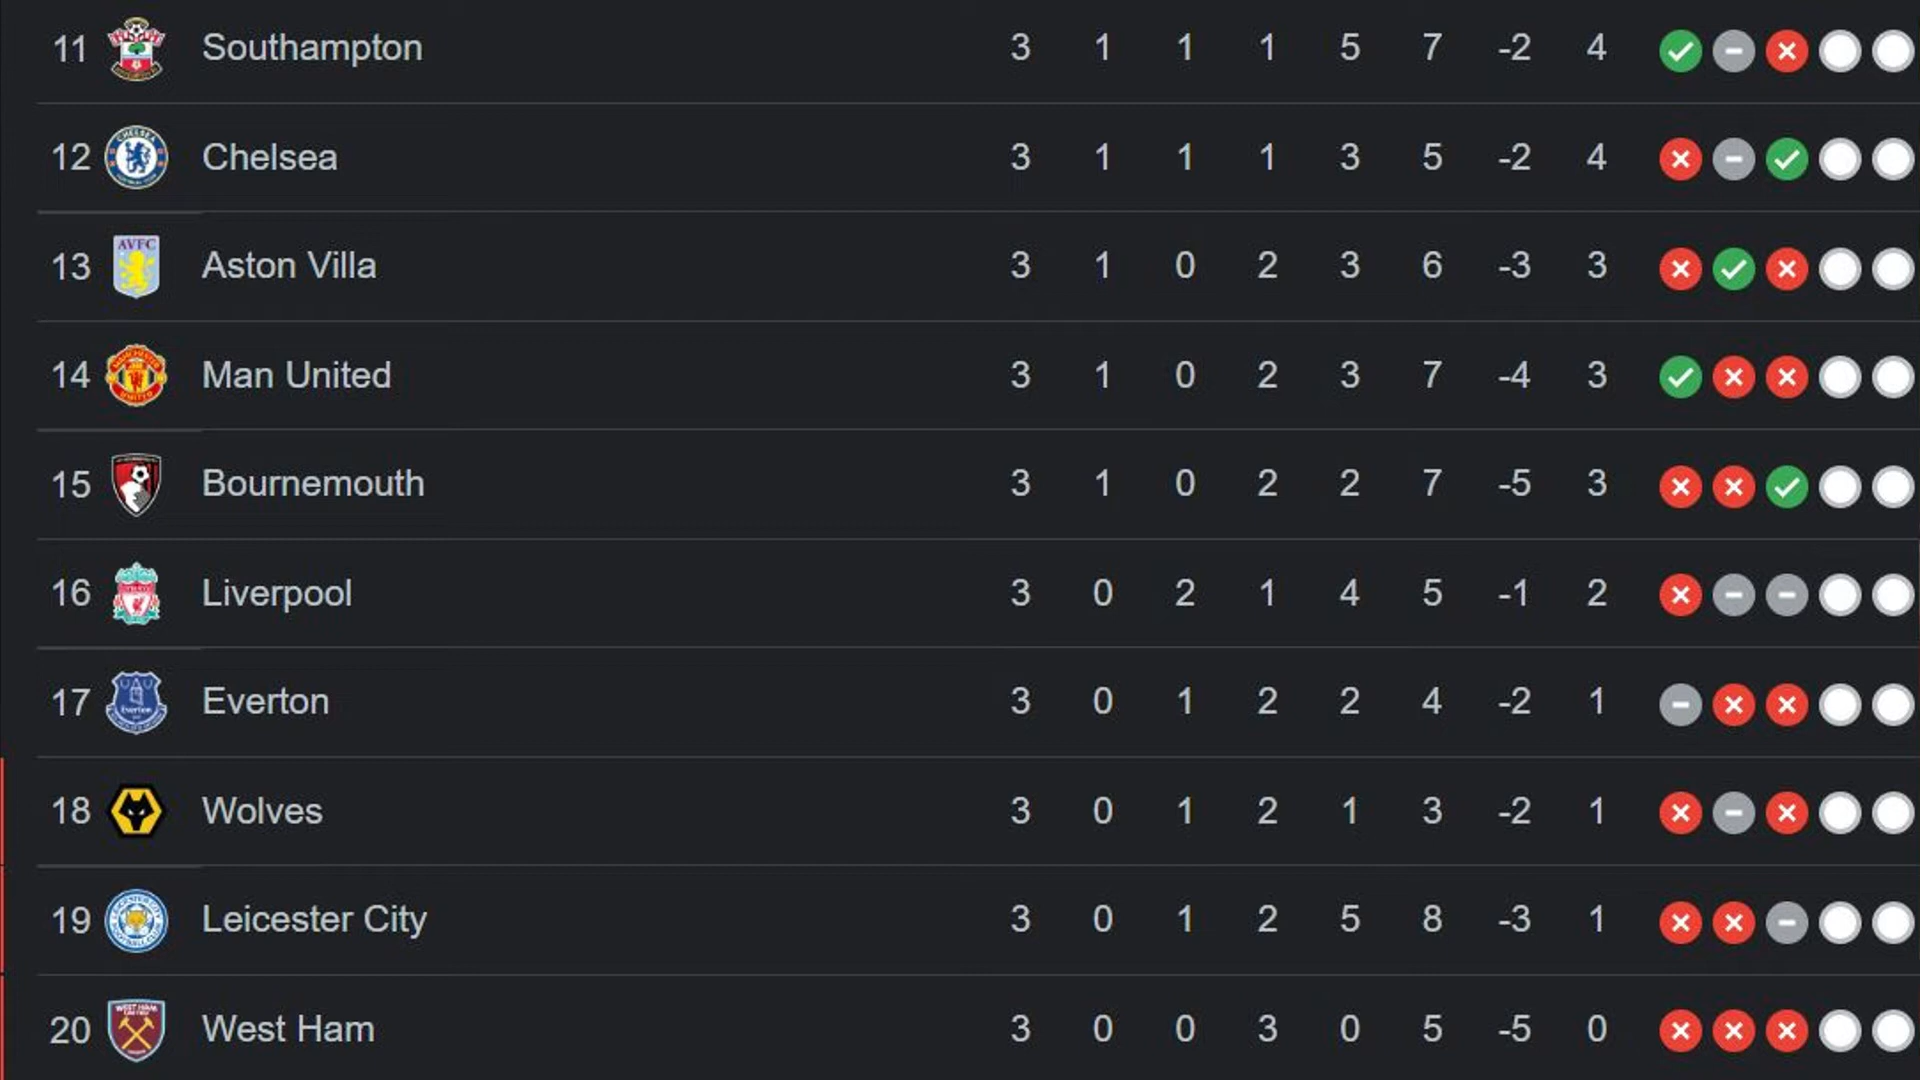 11 Southampton 3 1 1 1 5 7 -2 4
12 Chelsea 3 1 1 1 3 5 -2 4
AVFC
13 Aston Villa 3 1 0 2 3 6 -3 3
14 Man United 3 1 0 2 3 7 -4 3
15 Bournemouth 3 1 0 2 2 7 -5 3
16 Liverpool 3 0 2 1 4 5 -1 2
17 Everton 3 0 1 2 2 4 -2 1
Everton
18 Wolves 3 0 1 2 1 3 -2 1
19 Leicester City 3 0 1 2 5 8 -3 1
20 West Ham 3 0 0 3 0 5 -5 0